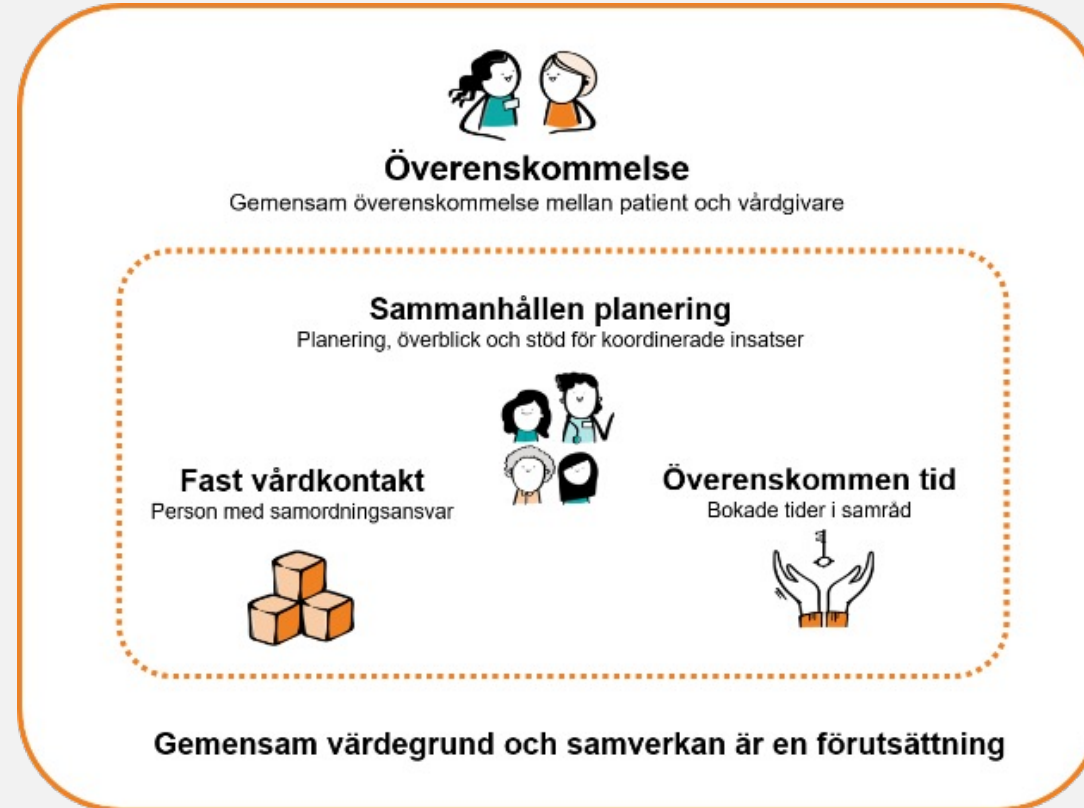 Överenskommelse
Gemensam överenskommelse mellan patient och vårdgivare
Sammanhållen planering
Planering, överblick och stöd för koordinerade insatser
Fast vårdkontakt
Person med samordningsansvar
Överenskommen tid
Bokade tider i samråd
Gemensam värdegrund och samverkan är en förutsättning